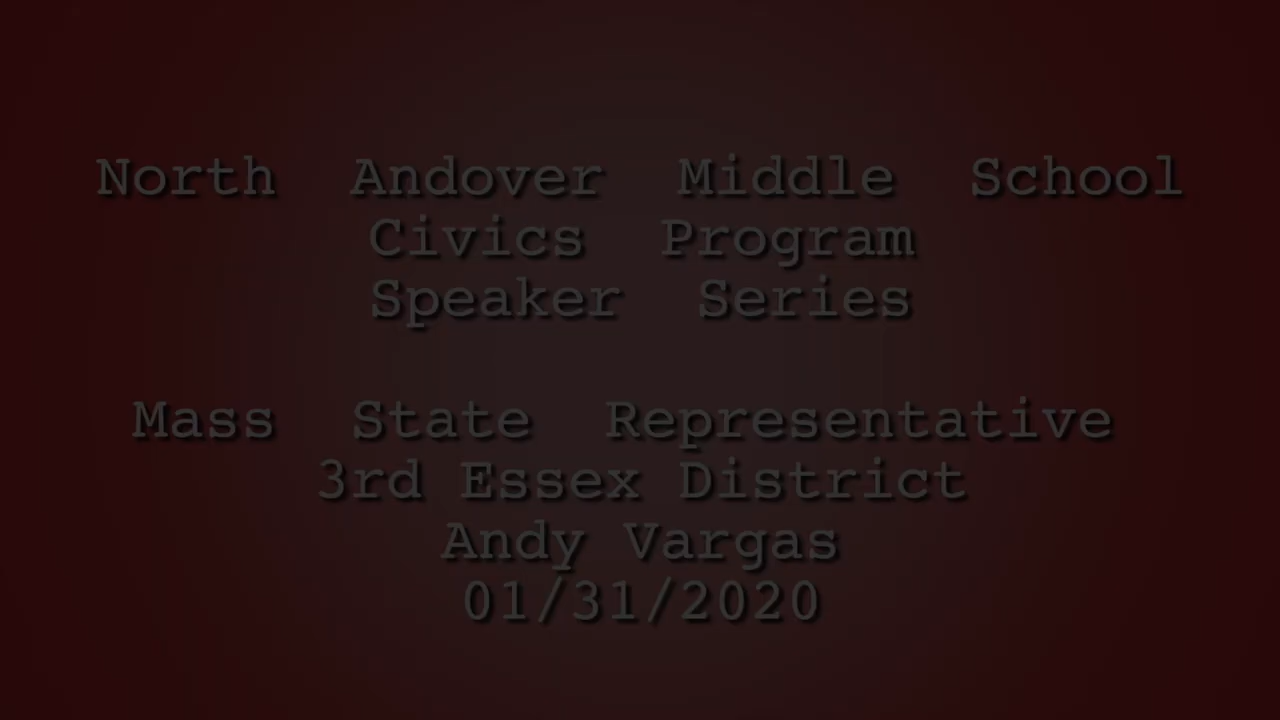 North Andover Middle School
Civics Program
Speaker Series
Mass State Representative
3rd Essex District
Andy Vargas
01/31/2020